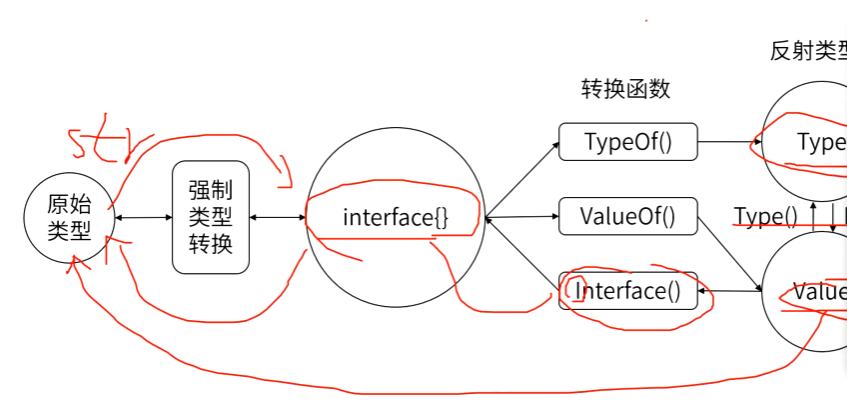 反射类型
转换函数
str
TypeOf()
Type
原始
类型
强制
类型
转换
interface{}
ValueOf()
Type()
Interface()
Value